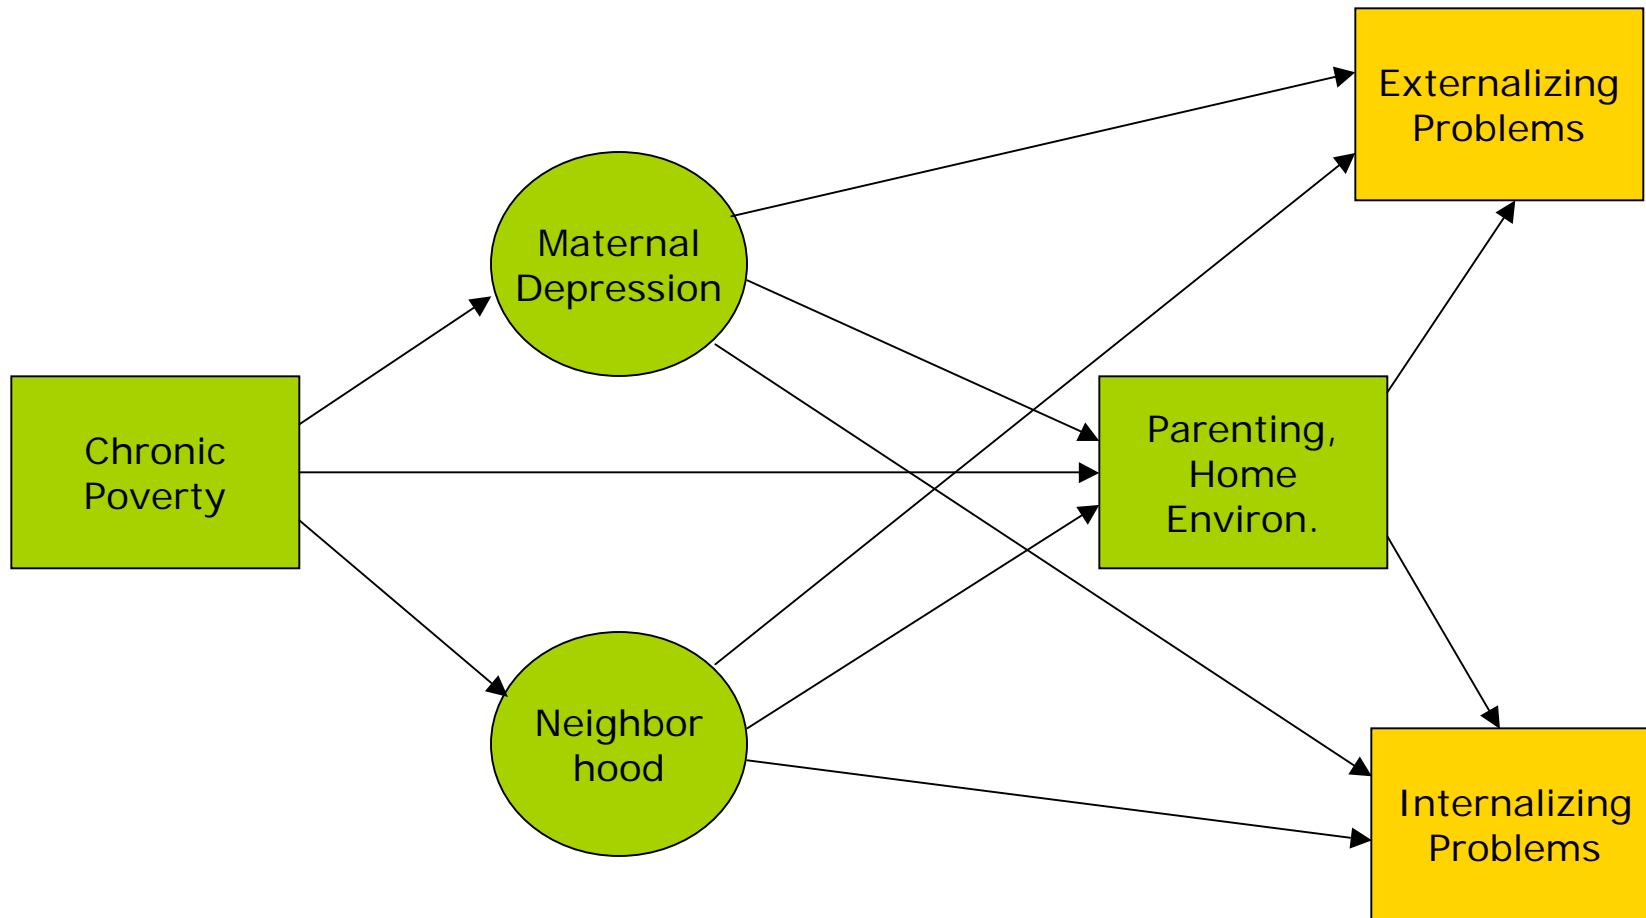 Externalizing
Problems
Maternal
Depression
Chronic
Poverty
Parenting,
Home
Environ.
Neighbor
hood
Internalizing
Problems